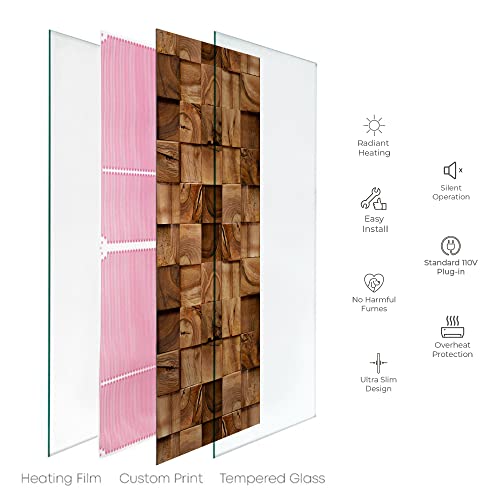 Radiant
Heating
Silent
Operation
Easy
Install
Standard 110V
Plug-in
No Harmful
Fumes
Overheat
Protection
Ultra Slim
Design
Heating Film
Custom Print
Tempered Glass